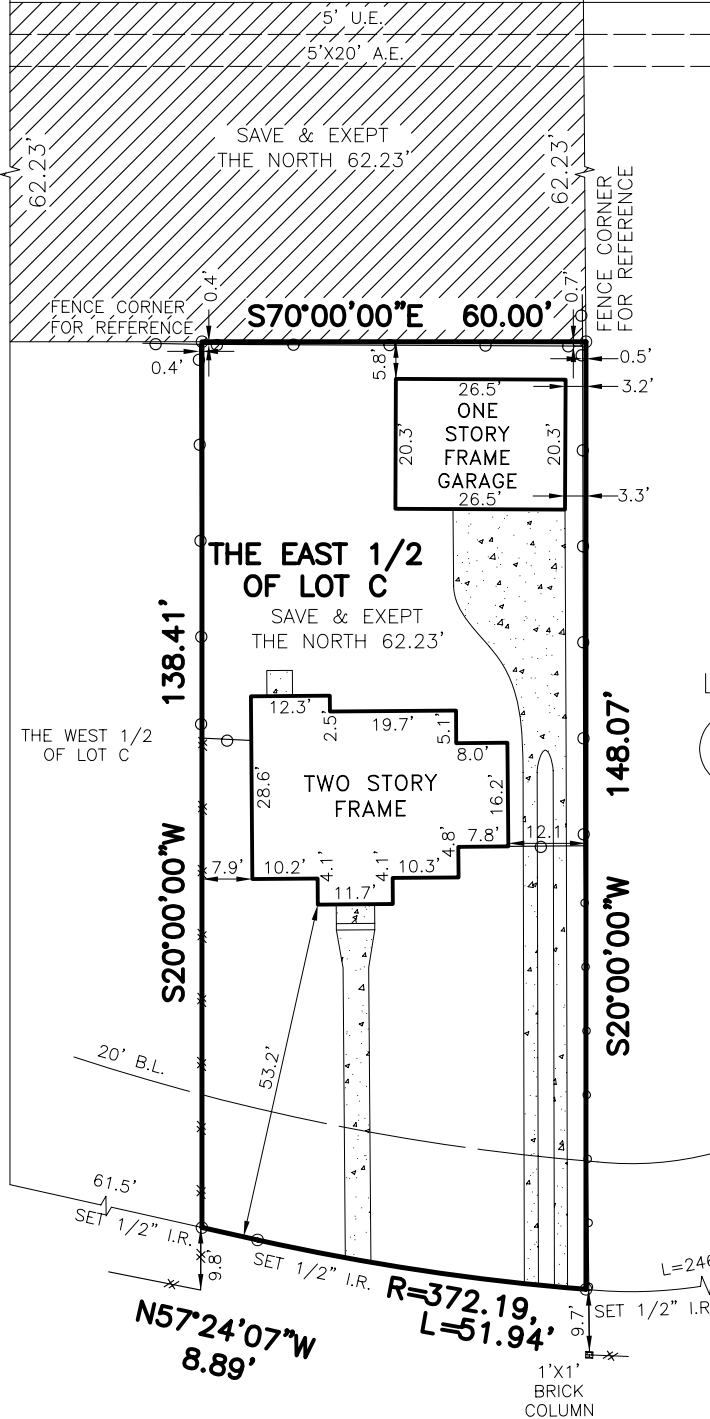 5' U.E.
5'X20' A.E.
SAVE & EXEPT
THE NORTH 62.23'
62.23'
62.23'
FENCE CORNER
FOR REFERENCE
0.4'
S70°00'00"E 60.00'
0.7'
FENCE CORNER
FOR REFERENCE
0.4'
5.8'
0.5'
3.2'
26.5'
ONE
STORY
FRAME
GARAGE
20.3'
20.3'
26.5'
3.3'
THE EAST 1/2
OF LOT C
SAVE & EXEPT
THE NORTH 62.23'
138.41'
148.07'
THE WEST 1/2
OF LOT C
12.3'
2.5'
19.7'
5.1'
8.0'
28.6'
TWO STORY
FRAME
16.2'
7.9'
10.2'
4.1'
11.7'
4.1'
10.3'
4.8'
7.8'
12.1'
S20°00'00"W
S20°00'00"W
53.2'
20' B.L.
61.5'
SET 1/2" I.R.
9.8'
SET 1/2" I.R.
N57°24'07"W
8.89'
R=372.19,
L=51.94'
L=246
SET 1/2" I.R
9.7'
1'X1'
BRICK
COLUMN